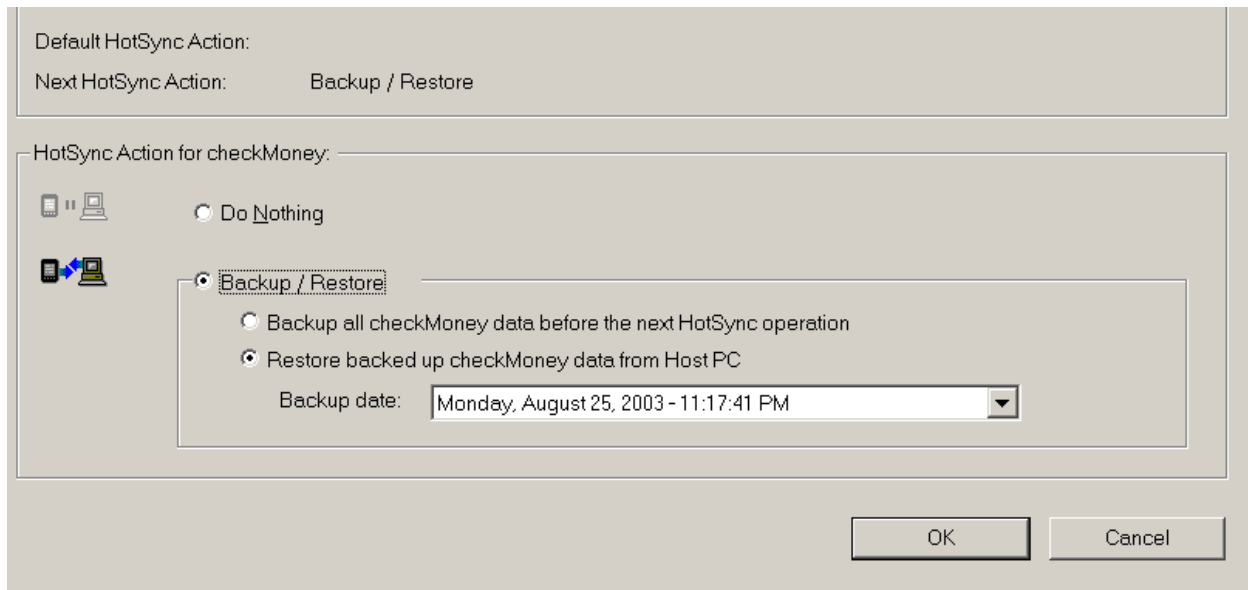 Default HotSync Action:
Next HotSync Action: Backup / Restore
HotSync Action for checkMoney:
Do Nothing
Backup / Restore
Backup all checkMoney data before the next HotSync operation
Restore backed up checkMoney data from Host PC
Backup date: Monday, August 25, 2003 - 11:17:41 PM
OK Cancel